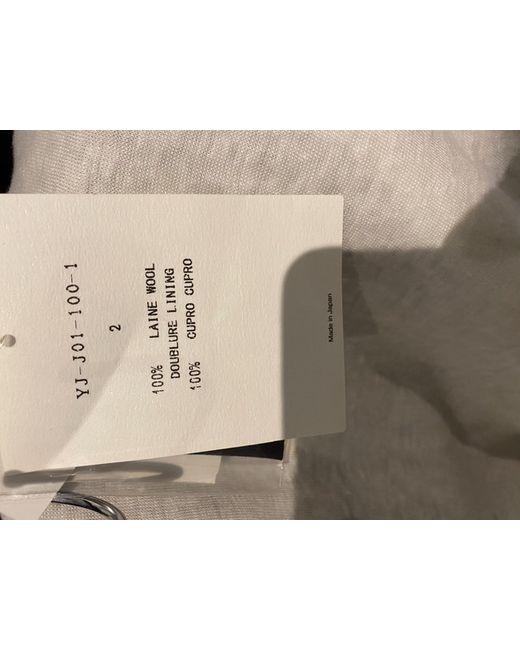 YJ-J01-100-1
2
100% LAINE WOOL
DOUBLURE LINING
100% CUPRO CUPRO
Made in Japan